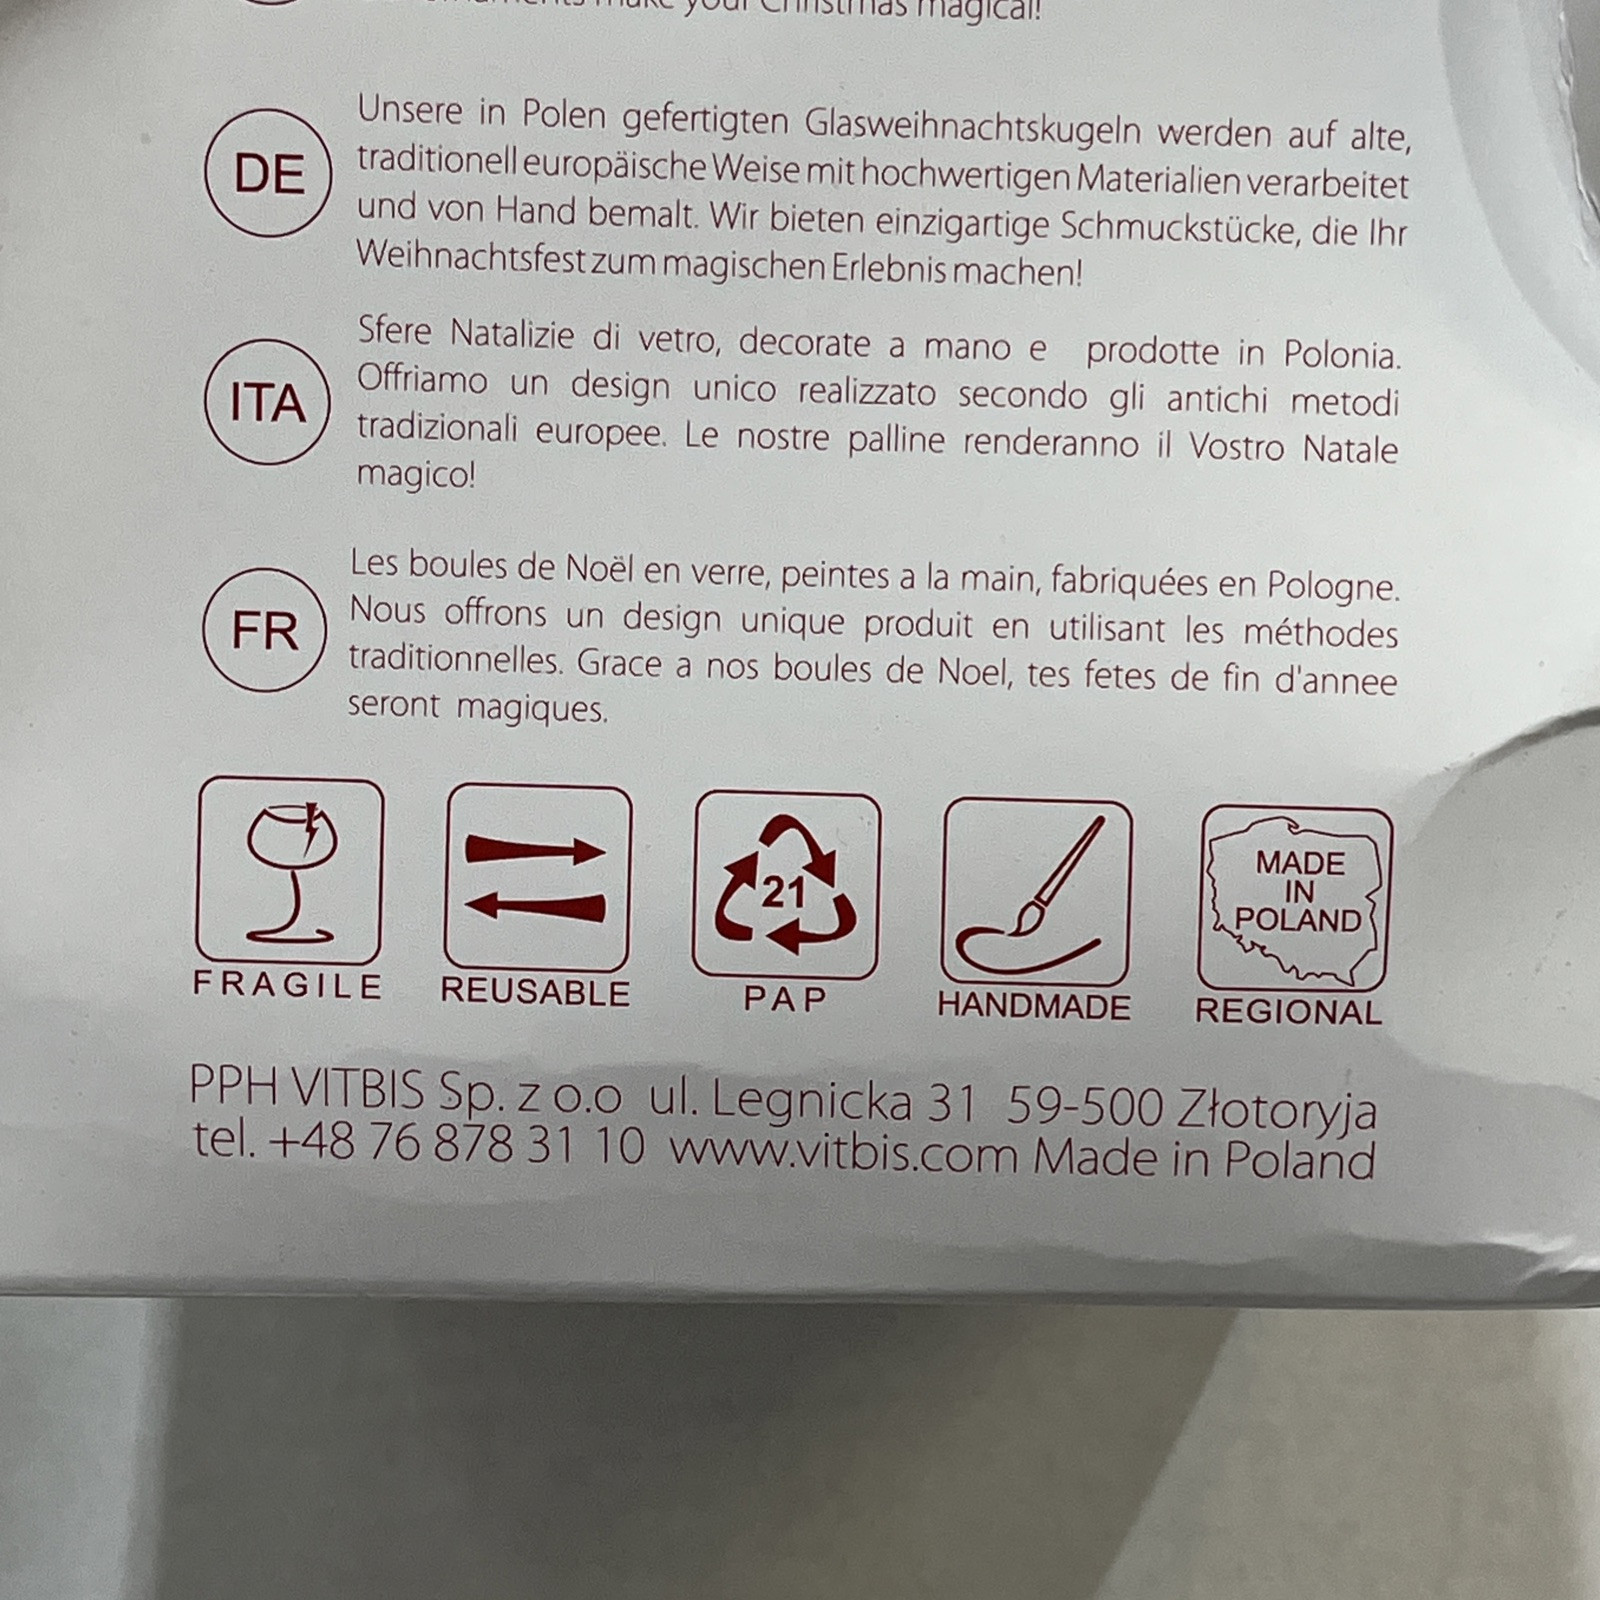 make your Christmas magical!
DE
Unsere in Polen gefertigten Glasweihnachtskugeln werden auf alte,
traditionell europäische Weise mit hochwertigen Materialien verarbeitet
und von Hand bemalt. Wir bieten einzigartige Schmuckstücke, die Ihr
Weihnachtsfest zum magischen Erlebnis machen!
ITA
Sfere Natalizie di vetro, decorate a mano e prodotte in Polonia.
Offriamo un design unico realizzato secondo gli antichi metodi
tradizionali europee. Le nostre palline renderanno il Vostro Natale
magico!
FR
Les boules de Noël en verre, peintes a la main, fabriquées en Pologne.
Nous offrons un design unique produit en utilisant les méthodes
traditionnelles. Grace a nos boules de Noel, tes fetes de fin d'annee
seront magiques.
21
MADE
IN
POLAND
FRAGILE REUSABLE PAP HANDMADE REGIONAL
PPH VITBIS Sp. z o.o ul. Legnicka 31 59-500 Złotoryja
tel. +48 76 878 31 10 www.vitbis.com Made in Poland